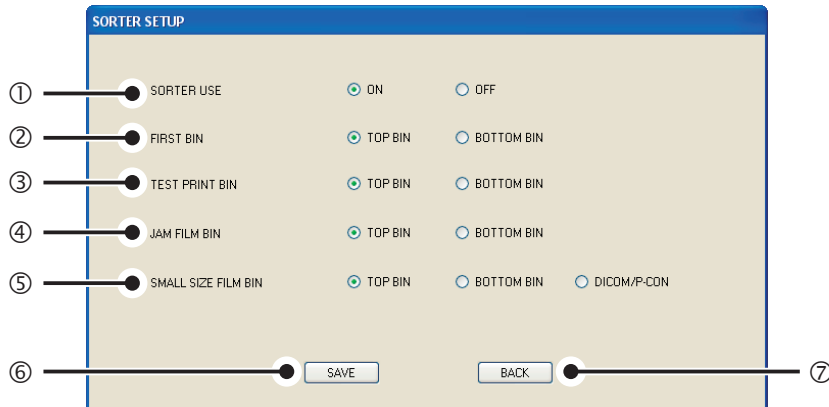 SORTER SETUP
① SORTER USE ON OFF
② FIRST BIN TOP BIN BOTTOM BIN
③ TEST PRINT BIN TOP BIN BOTTOM BIN
④ JAM FILM BIN TOP BIN BOTTOM BIN
⑤ SMALL SIZE FILM BIN TOP BIN BOTTOM BIN DICOM/P-CON
⑥ SAVE BACK ⑦